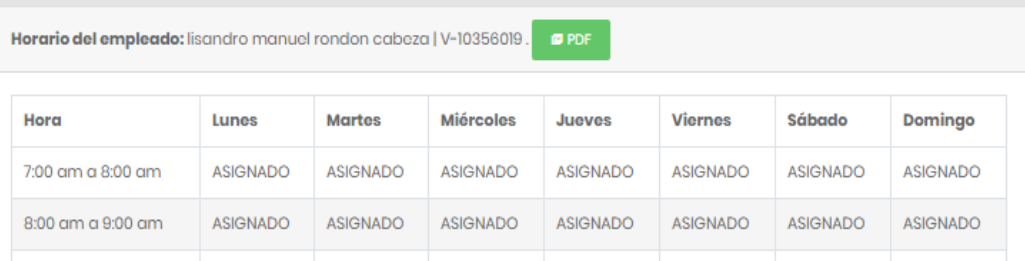 Horario del empleado: lisandro manuel rondon cabeza | V-10356019 . PDF
Hora Lunes Martes Miércoles Jueves Viernes Sábado Domingo
7:00 am a 8:00 am ASIGNADO ASIGNADO ASIGNADO ASIGNADO ASIGNADO ASIGNADO ASIGNADO
8:00 am a 9:00 am ASIGNADO ASIGNADO ASIGNADO ASIGNADO ASIGNADO ASIGNADO ASIGNADO